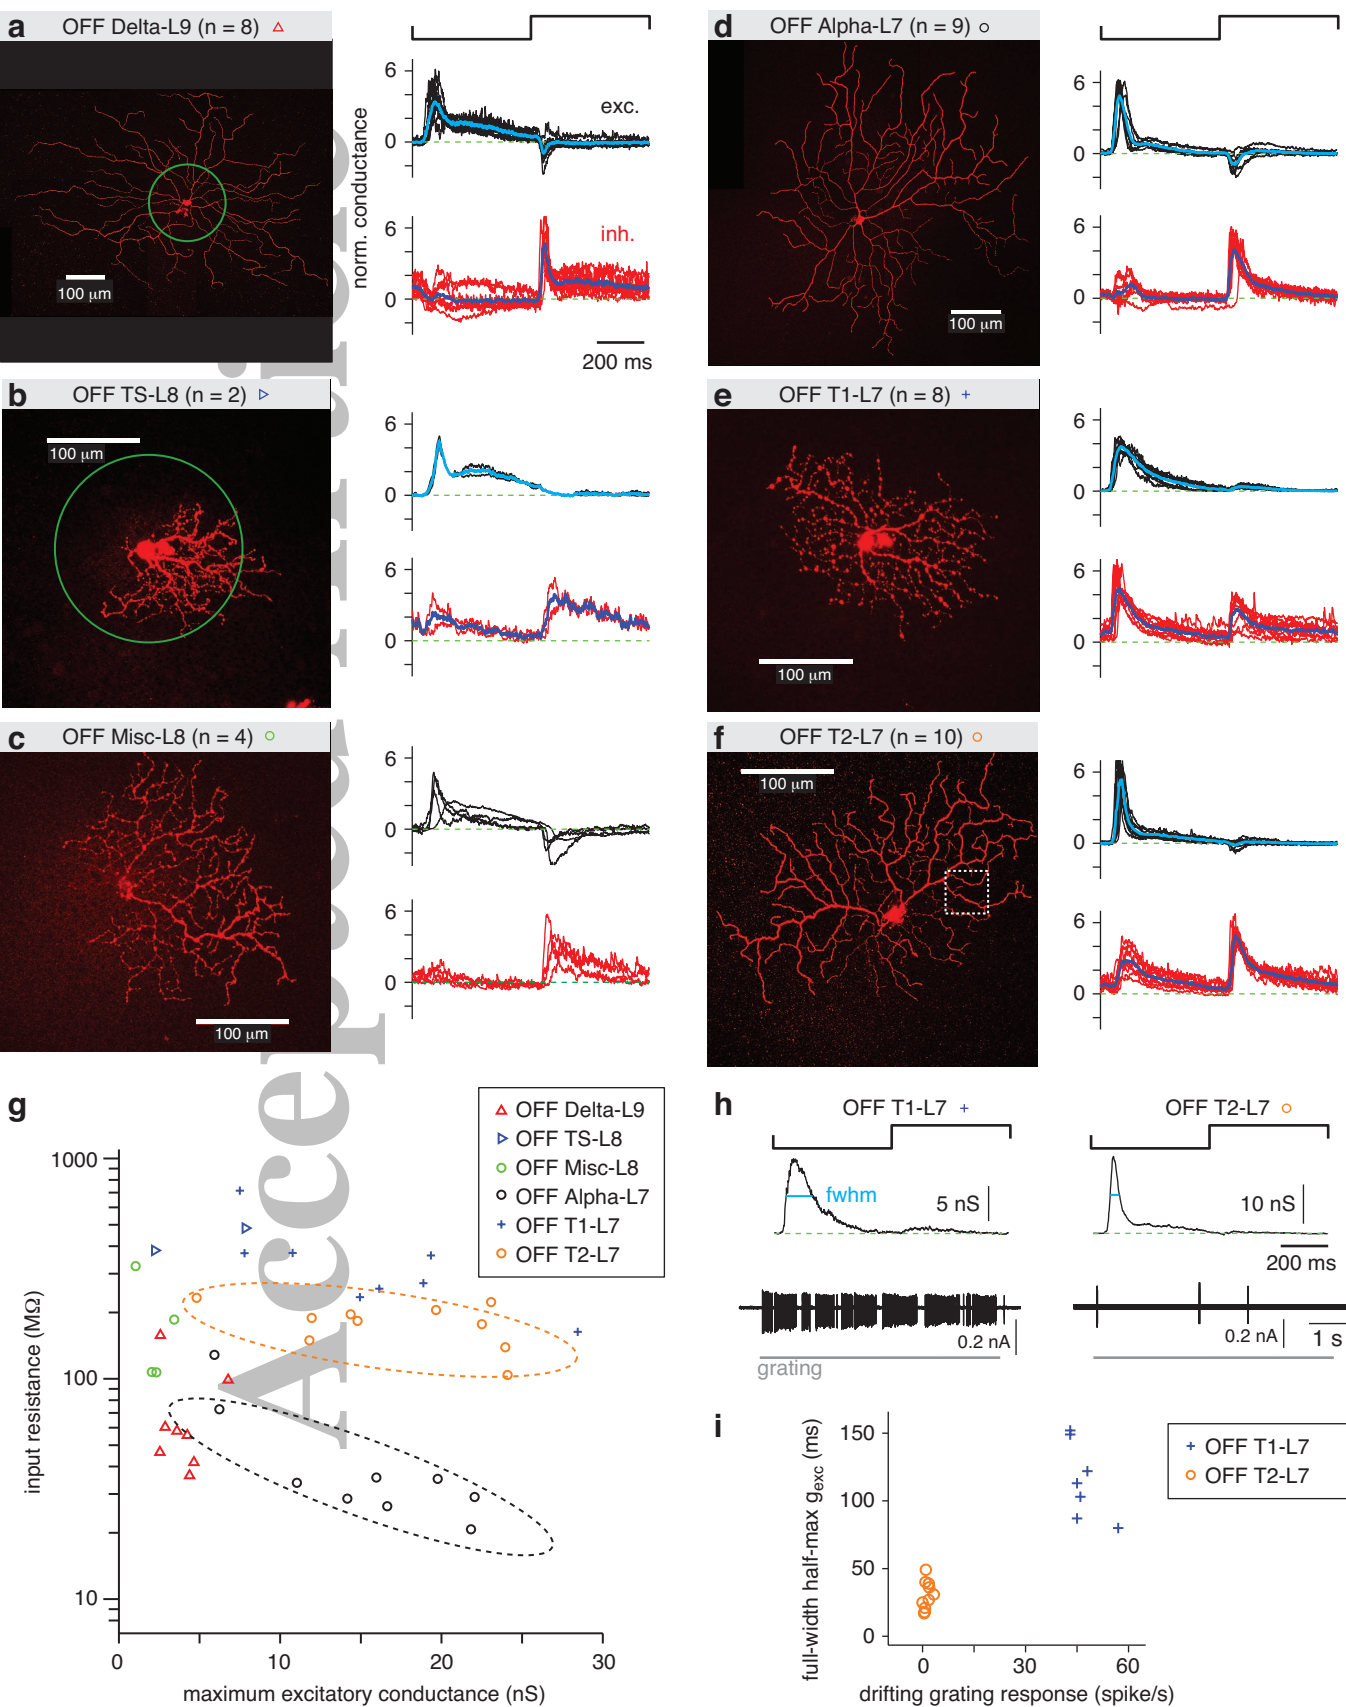 a OFF Delta-L9 (n = 8)
6
exc.
0
norm. conductance
6
inh.
0
100 μm
200 ms
d OFF Alpha-L7 (n = 9)
6
0
6
0
100 μm
b OFF TS-L8 (n = 2)
100 μm
6
0
6
0
e OFF T1-L7 (n = 8)
6
0
6
0
100 μm
c OFF Misc-L8 (n = 4)
6
0
6
0
100 μm
f OFF T2-L7 (n = 10)
100 μm
6
0
6
0
g
OFF Delta-L9
OFF TS-L8
OFF Misc-L8
OFF Alpha-L7
OFF T1-L7
OFF T2-L7
1000
100
10
input resistance (MΩ)
0 10 20 30
maximum excitatory conductance (nS)
h OFF T1-L7 OFF T2-L7
fwhm
5 nS
10 nS
200 ms
0.2 nA
0.2 nA
1 s
grating
i
OFF T1-L7
OFF T2-L7
150
100
50
0
full-width half-max gexc (ms)
0 30 60
drifting grating response (spike/s)
Accepted Article